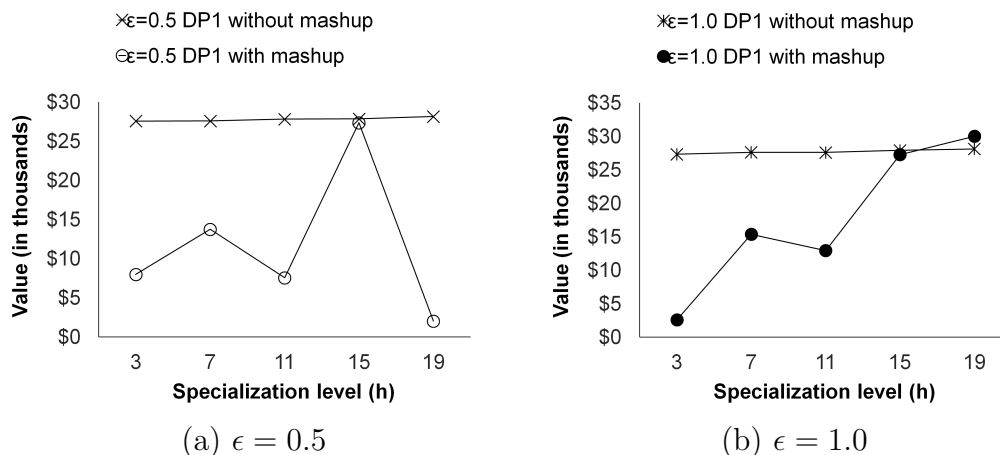 ε=0.5 DP1 without mashup
ε=0.5 DP1 with mashup
Value (in thousands)
$30
$25
$20
$15
$10
$5
$0
3 7 11 15 19
Specialization level (h)
(a) ϵ = 0.5
ε=1.0 DP1 without mashup
ε=1.0 DP1 with mashup
Value (in thousands)
$35
$30
$25
$20
$15
$10
$5
$0
3 7 11 15 19
Specialization level (h)
(b) ϵ = 1.0